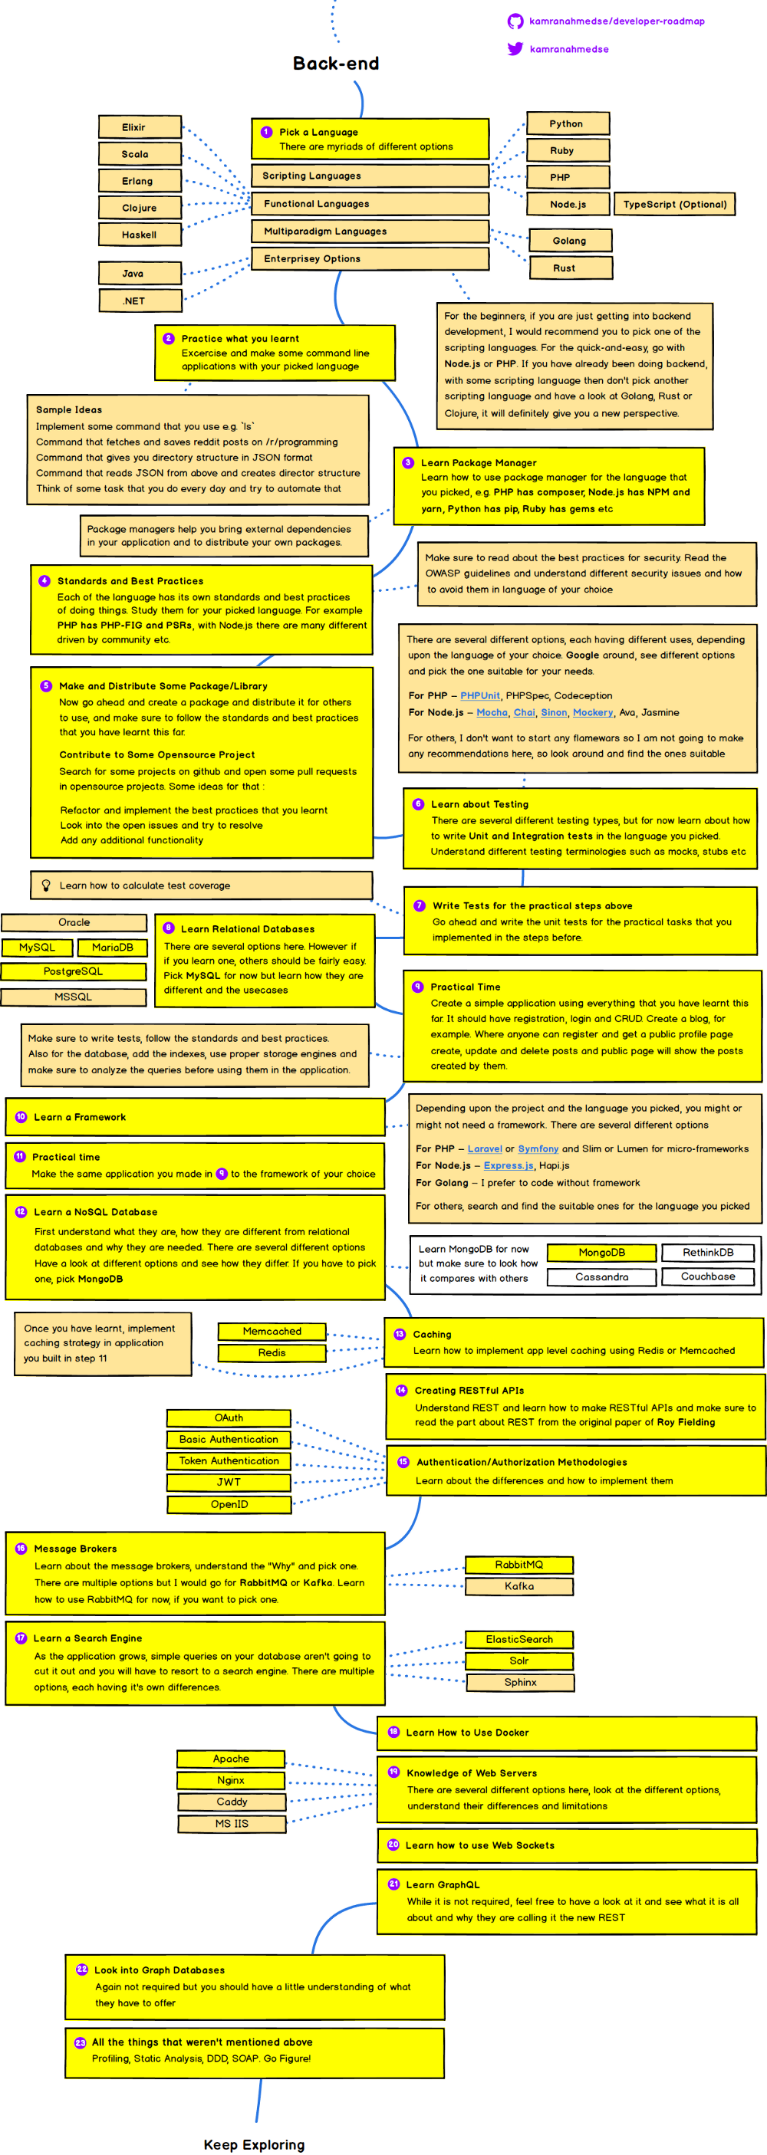 kamranahmedse/developer-roadmap
kamranahmedse
Back-end
1 Pick a Language
There are myriads of different options
Scripting Languages
Functional Languages
Multiparadigm Languages
Enterprisey Options
Elixir
Scala
Erlang
Clojure
Haskell
Java
.NET
Python
Ruby
PHP
Node.js
TypeScript (Optional)
Golang
Rust
For the beginners, if you are just getting into backend
development, I would recommend you to pick one of the
scripting languages. For the quick-and-easy, go with
Node.js or PHP. If you have already been doing backend,
with some scripting language then don't pick another
scripting language and have a look at Golang, Rust or
Clojure, it will definitely give you a new perspective.
2 Practice what you learnt
Excercise and make some command line
applications with your picked language
Sample Ideas
Implement some command that you use e.g. `ls`
Command that fetches and saves reddit posts on /r/programming
Command that gives you directory structure in JSON format
Command that reads JSON from above and creates director structure
Think of some task that you do every day and try to automate that
3 Learn Package Manager
Learn how to use package manager for the language that
you picked, e.g. PHP has composer, Node.js has NPM and
yarn, Python has pip, Ruby has gems etc
Package managers help you bring external dependencies
in your application and to distribute your own packages.
4 Standards and Best Practices
Each of the language has its own standards and best practices
of doing things. Study them for your picked language. For example
PHP has PHP-FIG and PSRs, with Node.js there are many different
driven by community etc.
Make sure to read about the best practices for security. Read the
OWASP guidelines and understand different security issues and how
to avoid them in language of your choice
5 Make and Distribute Some Package/Library
Now go ahead and create a package and distribute it for others
to use, and make sure to follow the standards and best practices
that you have learnt this far.
Contribute to Some Opensource Project
Search for some projects on github and open some pull requests
in opensource projects. Some ideas for that :
Refactor and implement the best practices that you learnt
Look into the open issues and try to resolve
Add any additional functionality
There are several different options, each having different uses, depending
upon the language of your choice. Google around, see different options
and pick the one suitable for your needs.
For PHP – PHPUnit, PHPSpec, Codeception
For Node.js – Mocha, Chai, Sinon, Mockery, Ava, Jasmine
For others, I don't want to start any flamewars so I am not going to make
any recommendations here, so look around and find the ones suitable
6 Learn about Testing
There are several different testing types, but for now learn about how
to write Unit and Integration tests in the language you picked.
Understand different testing terminologies such as mocks, stubs etc
Learn how to calculate test coverage
7 Write Tests for the practical steps above
Go ahead and write the unit tests for the practical tasks that you
implemented in the steps before.
Oracle
MySQL
MariaDB
PostgreSQL
MSSQL
8 Learn Relational Databases
There are several options here. However if
if you learn one, others should be fairly easy.
Pick MySQL for now but learn how they are
different and the usecases
9 Practical Time
Create a simple application using everything that you have learnt this
far. It should have registration, login and CRUD. Create a blog, for
example. Where anyone can register and get a public profile page
create, update and delete posts and public page will show the posts
created by them.
Make sure to write tests, follow the standards and best practices.
Also for the database, add the indexes, use proper storage engines and
make sure to analyze the queries before using them in the application.
10 Learn a Framework
Depending upon the project and the language you picked, you might or
might not need a framework. There are several different options
For PHP – Laravel or Symfony and Slim or Lumen for micro-frameworks
For Node.js – Express.js, Hapi.js
For Golang – I prefer to code without framework
For others, search and find the suitable ones for the language you picked
11 Practical time
Make the same application you made in 9 to the framework of your choice
12 Learn a NoSQL Database
First understand what they are, how they are different from relational
databases and why they are needed. There are several different options
Have a look at different options and see how they differ. If you have to pick
one, pick MongoDB
Learn MongoDB for now
but make sure to look how
it compares with others
MongoDB
RethinkDB
Cassandra
Couchbase
Once you have learnt, implement
caching strategy in application
you built in step 11
Memcached
Redis
13 Caching
Learn how to implement app level caching using Redis or Memcached
14 Creating RESTful APIs
Understand REST and learn how to make RESTful APIs and make sure to
read the part about REST from the original paper of Roy Fielding
OAuth
Basic Authentication
Token Authentication
JWT
OpenID
15 Authentication/Authorization Methodologies
Learn about the differences and how to implement them
16 Message Brokers
Learn about the message brokers, understand the "Why" and pick one.
There are multiple options but I would go for RabbitMQ or Kafka. Learn
how to use RabbitMQ for now, if you want to pick one.
RabbitMQ
Kafka
17 Learn a Search Engine
As the application grows, simple queries on your database aren't going to
cut it out and you will have to resort to a search engine. There are multiple
options, each having it's own differences.
ElasticSearch
Solr
Sphinx
18 Learn How to Use Docker
Apache
Nginx
Caddy
MS IIS
19 Knowledge of Web Servers
There are several different options here, look at the different options,
understand their differences and limitations
20 Learn how to use Web Sockets
21 Learn GraphQL
While it is not required, feel free to have a look at it and see what it is all
about and why they are calling it the new REST
22 Look into Graph Databases
Again not required but you should have a little understanding of what
they have to offer
23 All the things that weren't mentioned above
Profiling, Static Analysis, DDD, SOAP. Go Figure!
Keep Exploring